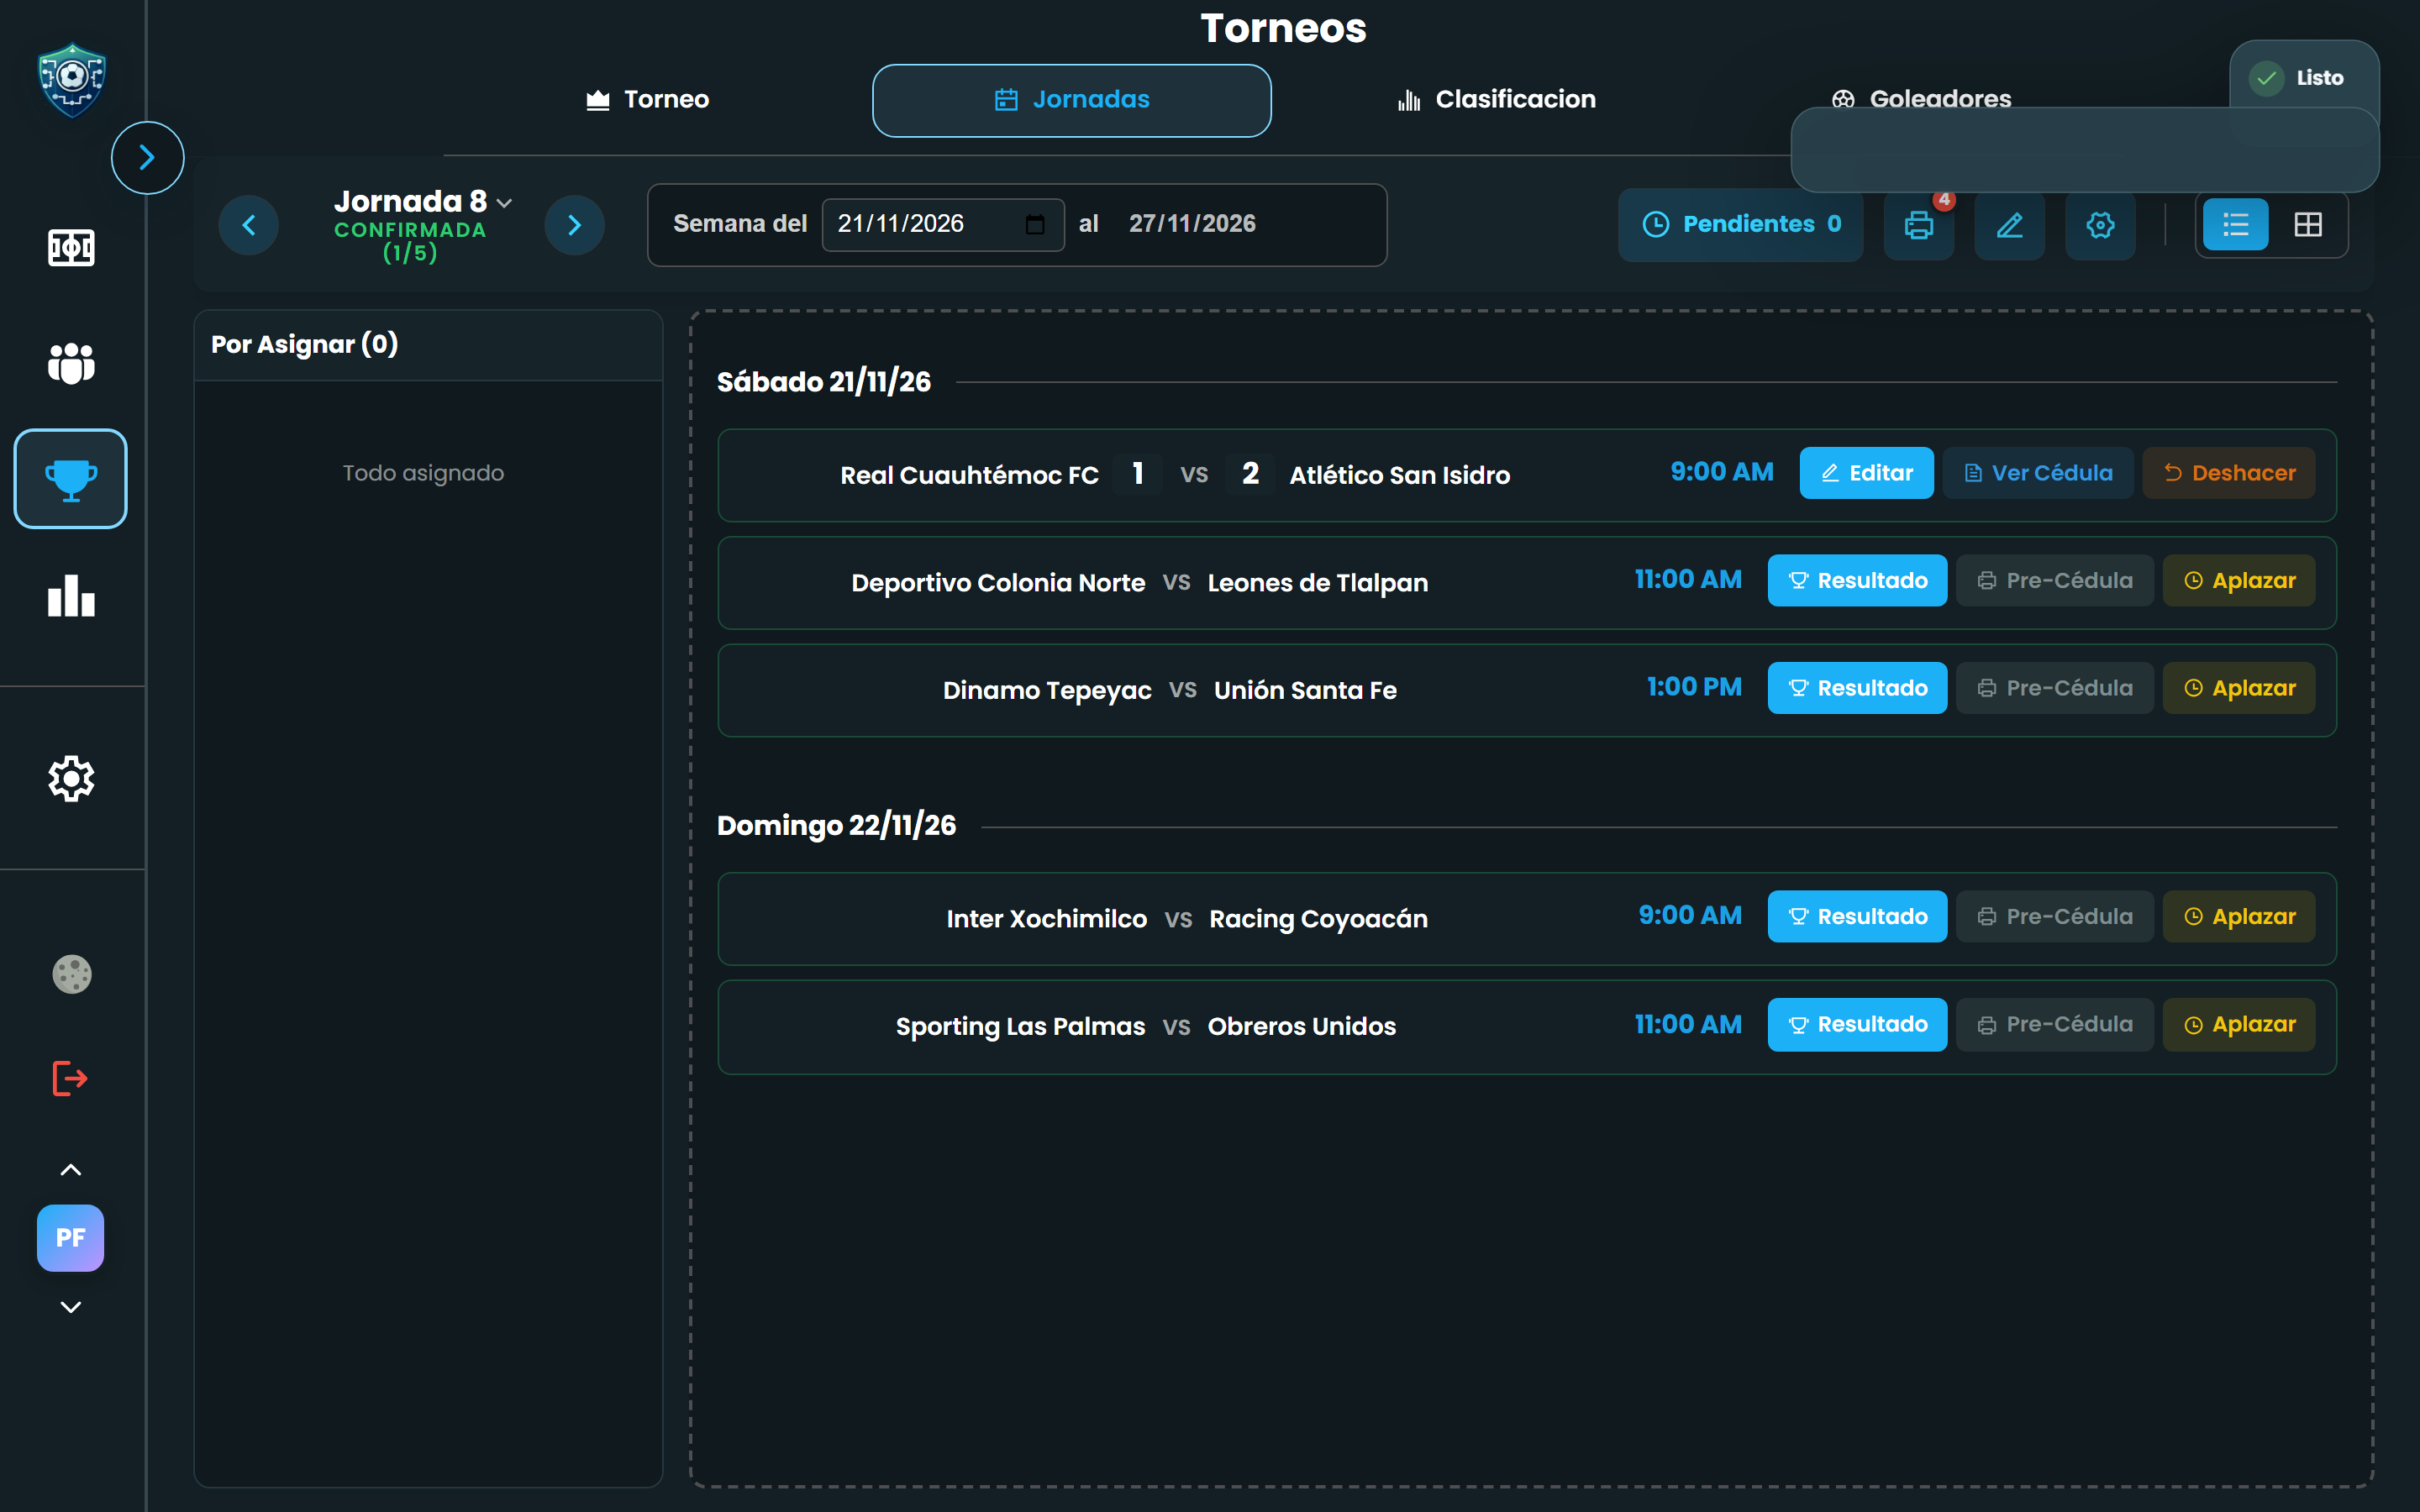 Torneos
Torneo
Jornadas
Clasificacion
Goleadores
Listo
Jornada 8
CONFIRMADA
(1/5)
Semana del 21/11/2026 al 27/11/2026
Pendientes 0
4
Por Asignar (0)
Todo asignado
Sábado 21/11/26
Real Cuauhtémoc FC 1 VS 2 Atlético San Isidro 9:00 AM Editar Ver Cédula Deshacer
Deportivo Colonia Norte VS Leones de Tlalpan 11:00 AM Resultado Pre-Cédula Aplazar
Dinamo Tepeyac VS Unión Santa Fe 1:00 PM Resultado Pre-Cédula Aplazar
Domingo 22/11/26
Inter Xochimilco VS Racing Coyoacán 9:00 AM Resultado Pre-Cédula Aplazar
Sporting Las Palmas VS Obreros Unidos 11:00 AM Resultado Pre-Cédula Aplazar
PF